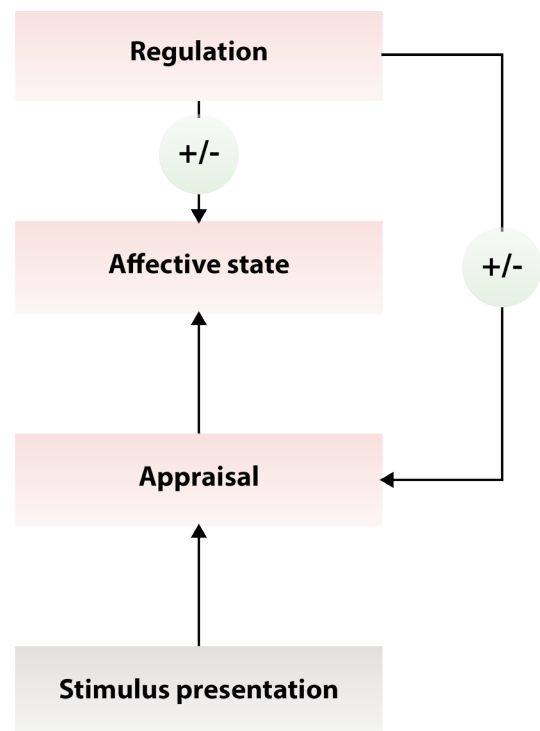 Regulation
+/-
Affective state
+/-
Appraisal
Stimulus presentation